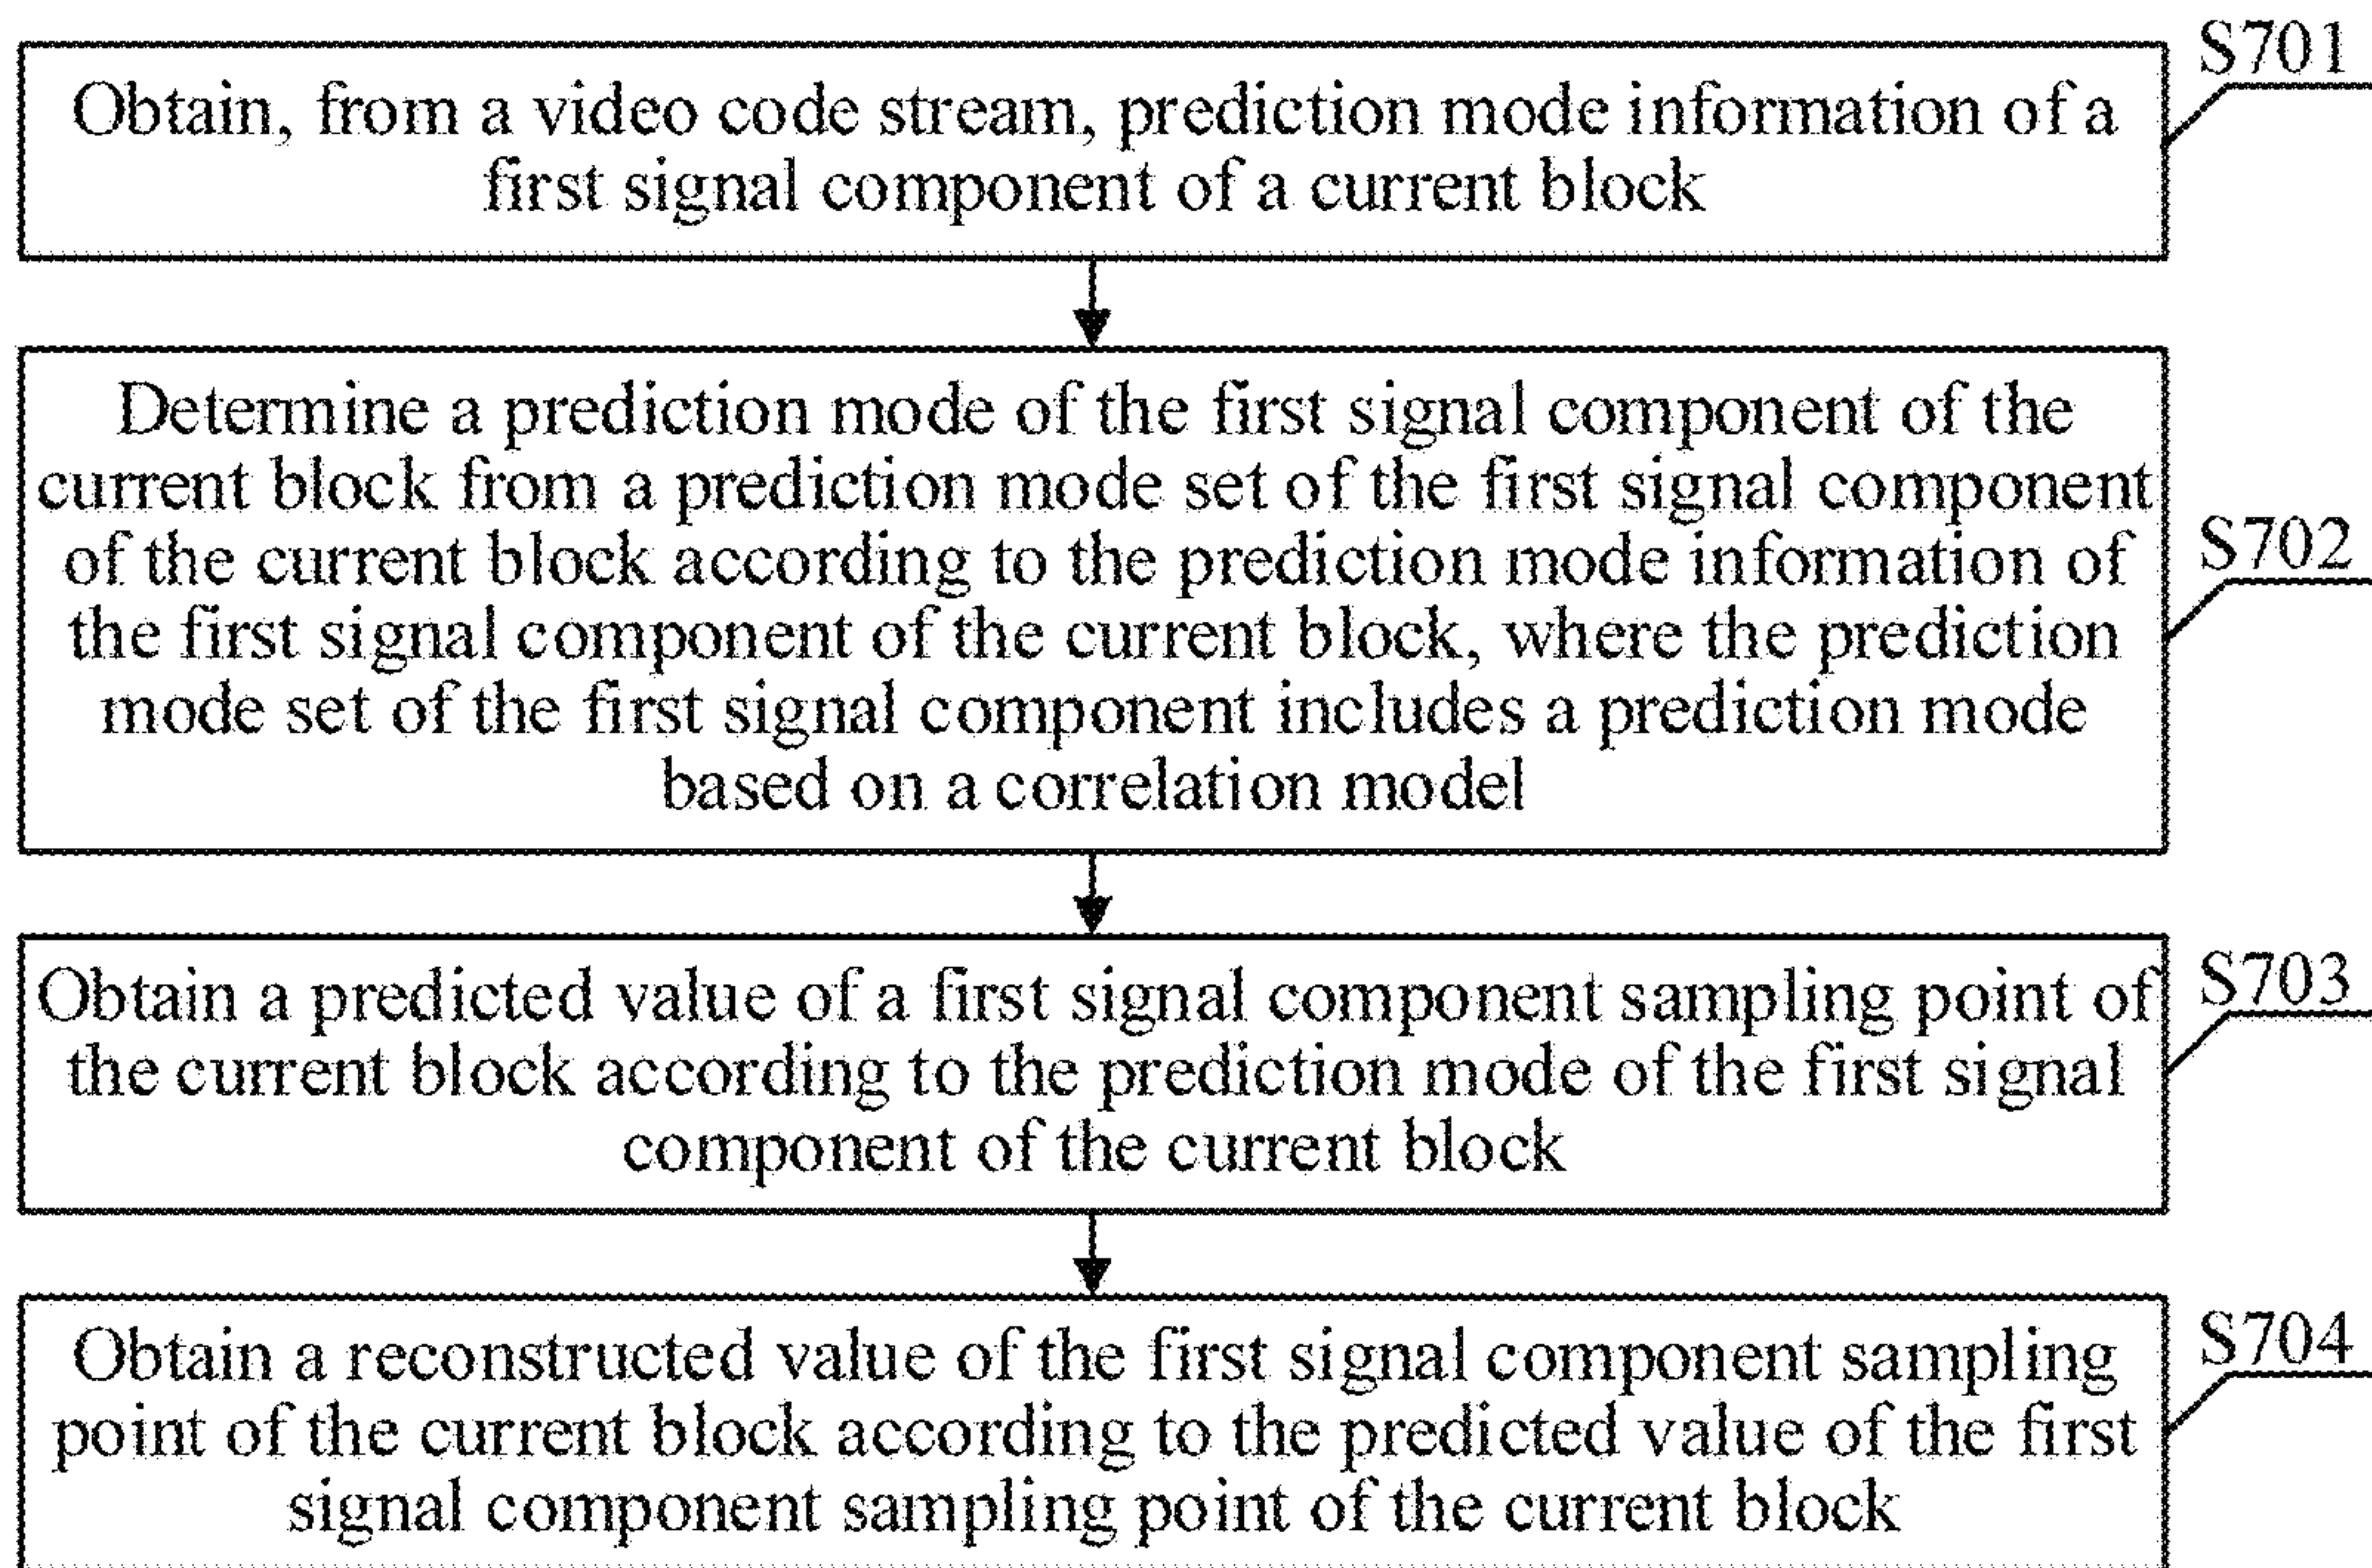 S701
Obtain, from a video code stream, prediction mode information of a
first signal component of a current block
Determine a prediction mode of the first signal component of the
current block from a prediction mode set of the first signal component
of the current block according to the prediction mode information of
the first signal component of the current block, where the prediction
mode set of the first signal component includes a prediction mode
based on a correlation model
S702
Obtain a predicted value of a first signal component sampling point of
the current block according to the prediction mode of the first signal
component of the current block
S703
Obtain a reconstructed value of the first signal component sampling
point of the current block according to the predicted value of the first
signal component sampling point of the current block
S704